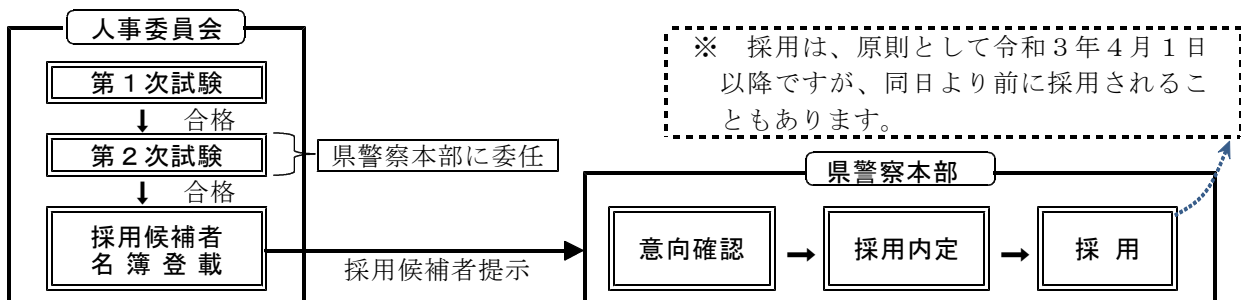 人事委員会
第１次試験
合格
第２次試験
県警察本部に委任
合格
採用候補者
名 簿 登 載
採用候補者提示
※　採用は、原則として令和３年４月１日
以降ですが、同日より前に採用されるこ
ともあります。
県警察本部
意向確認
採用内定
採　用